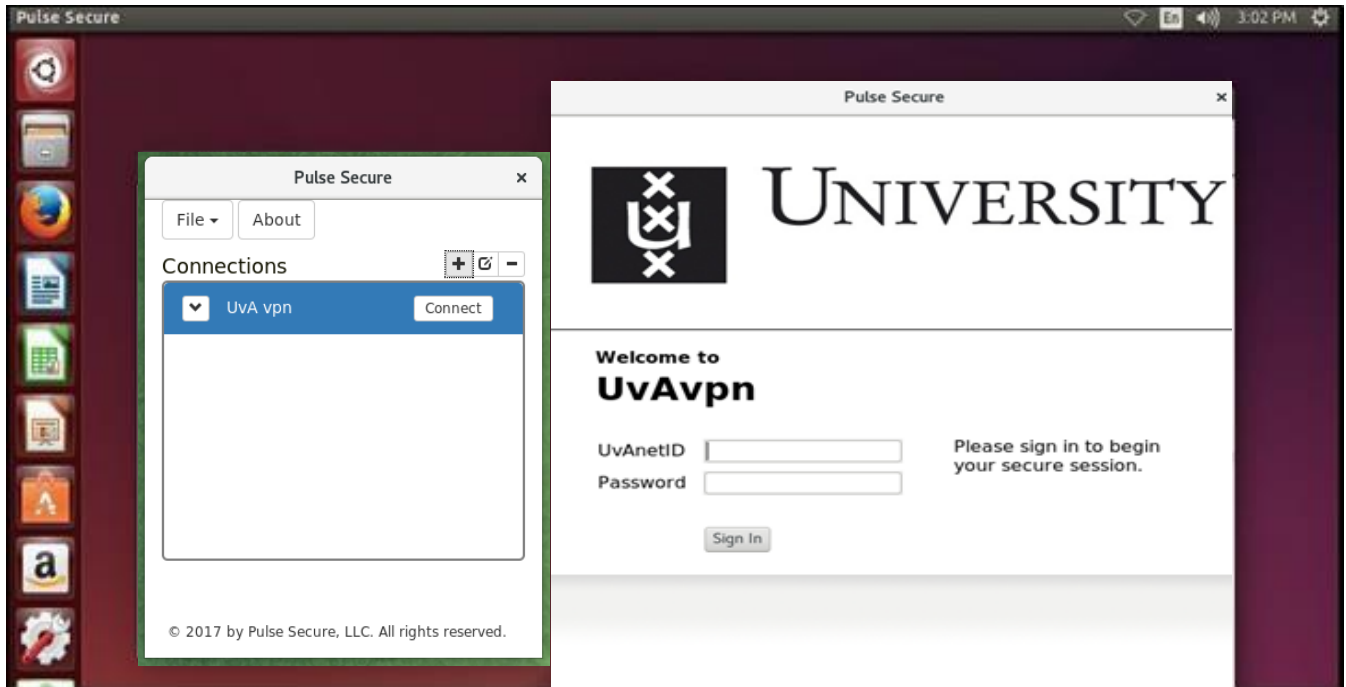 Pulse Secure
En
3:02 PM
Pulse Secure
File
About
Connections
UvA vpn
Connect
© 2017 by Pulse Secure, LLC. All rights reserved.
Pulse Secure
UNIVERSITY
Welcome to
UvAvpn
UvAnetID
Password
Please sign in to begin
your secure session.
Sign In
a